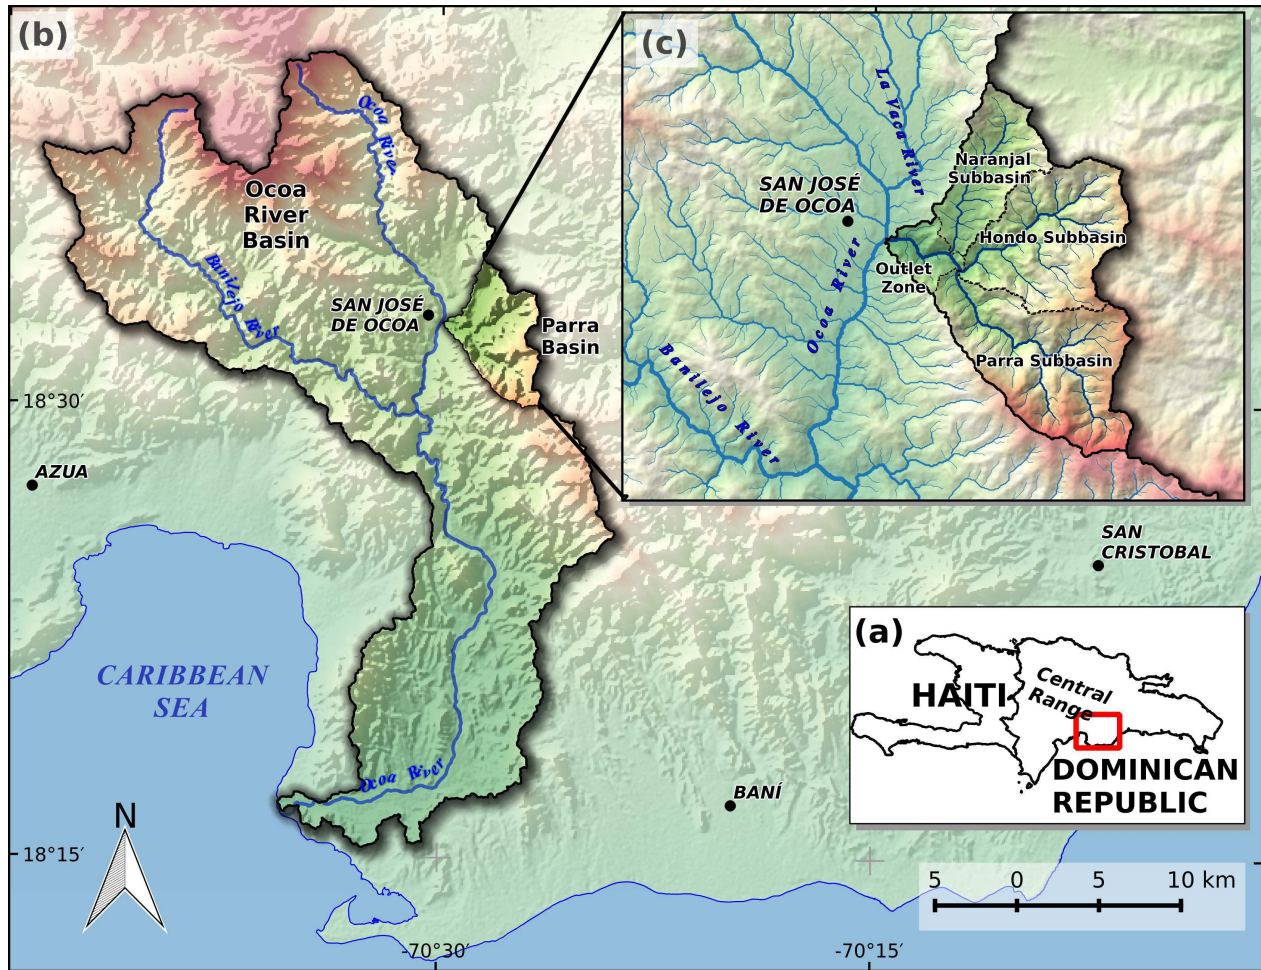 (b)
Ocoa River
Ocoa
River
Basin
Banilejo River
SAN JOSÉ
DE OCOA
Parra
Basin
18°30′
AZUA
CARIBBEAN
SEA
Ocoa River
BANÍ
SAN
CRISTOBAL
N
18°15′
-70°30′
-70°15′
(c)
La Vaca River
Naranjal
Subbasin
SAN JOSÉ
DE OCOA
Hondo Subbasin
Outlet
Zone
Ocoa River
Parra Subbasin
Banilejo River
(a)
Central
Range
HAITI
DOMINICAN
REPUBLIC
5 0 5 10 km